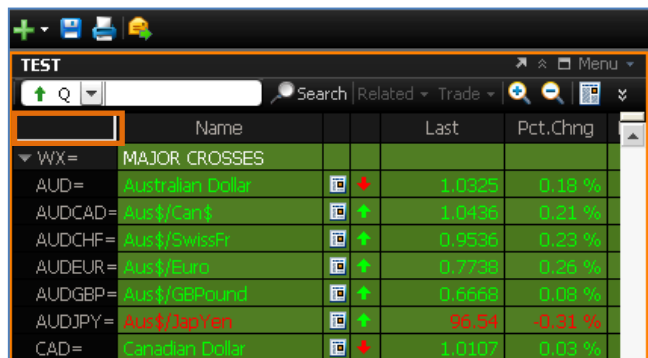 TEST Menu
Q Search Related Trade
Name Last Pct.Chng
WX= MAJOR CROSSES
AUD= Australian Dollar 1.0325 0.18 %
AUDCAD= Aus$/Can$ 1.0436 0.21 %
AUDCHF= Aus$/SwissFr 0.9536 0.23 %
AUDEUR= Aus$/Euro 0.7738 0.26 %
AUDGBP= Aus$/GBPound 0.6668 0.08 %
AUDJPY= Aus$/JapYen 96.54 -0.31 %
CAD= Canadian Dollar 1.0107 0.03 %